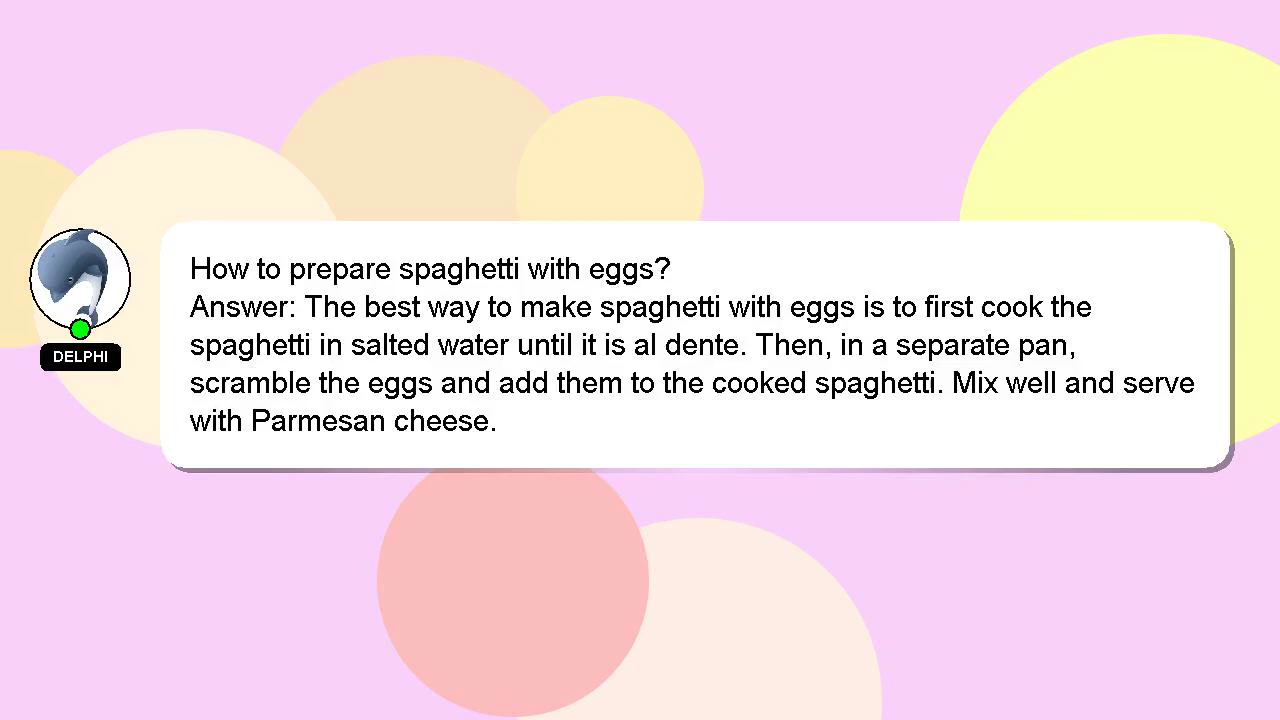 How to prepare spaghetti with eggs?
Answer: The best way to make spaghetti with eggs is to first cook the
spaghetti in salted water until it is al dente. Then, in a separate pan,
scramble the eggs and add them to the cooked spaghetti. Mix well and serve
with Parmesan cheese.
DELPHI